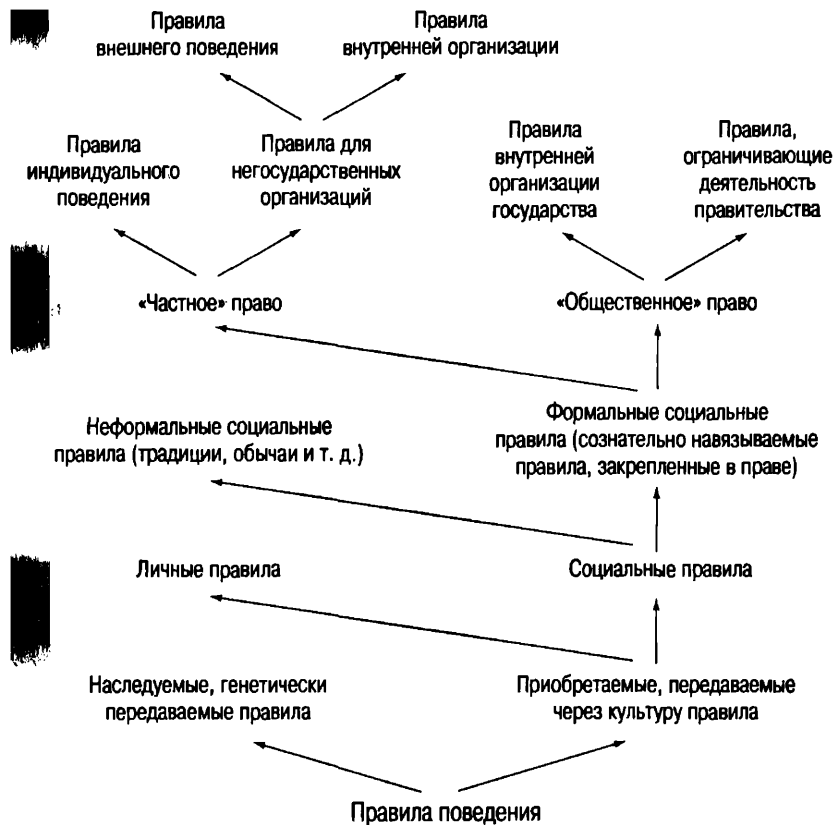 Правила
внешнего поведения
Правила
внутренней организации
Правила
индивидуального
поведения
Правила для
негосударственных
организаций
Правила
внутренней
организации
государства
Правила,
ограничивающие
деятельность
правительства
«Частное» право
«Общественное» право
Неформальные социальные
правила (традиции, обычаи и т. д.)
Формальные социальные
правила (сознательно навязываемые
правила, закрепленные в праве)
Личные правила
Социальные правила
Наследуемые, генетически
передаваемые правила
Приобретаемые, передаваемые
через культуру правила
Правила поведения